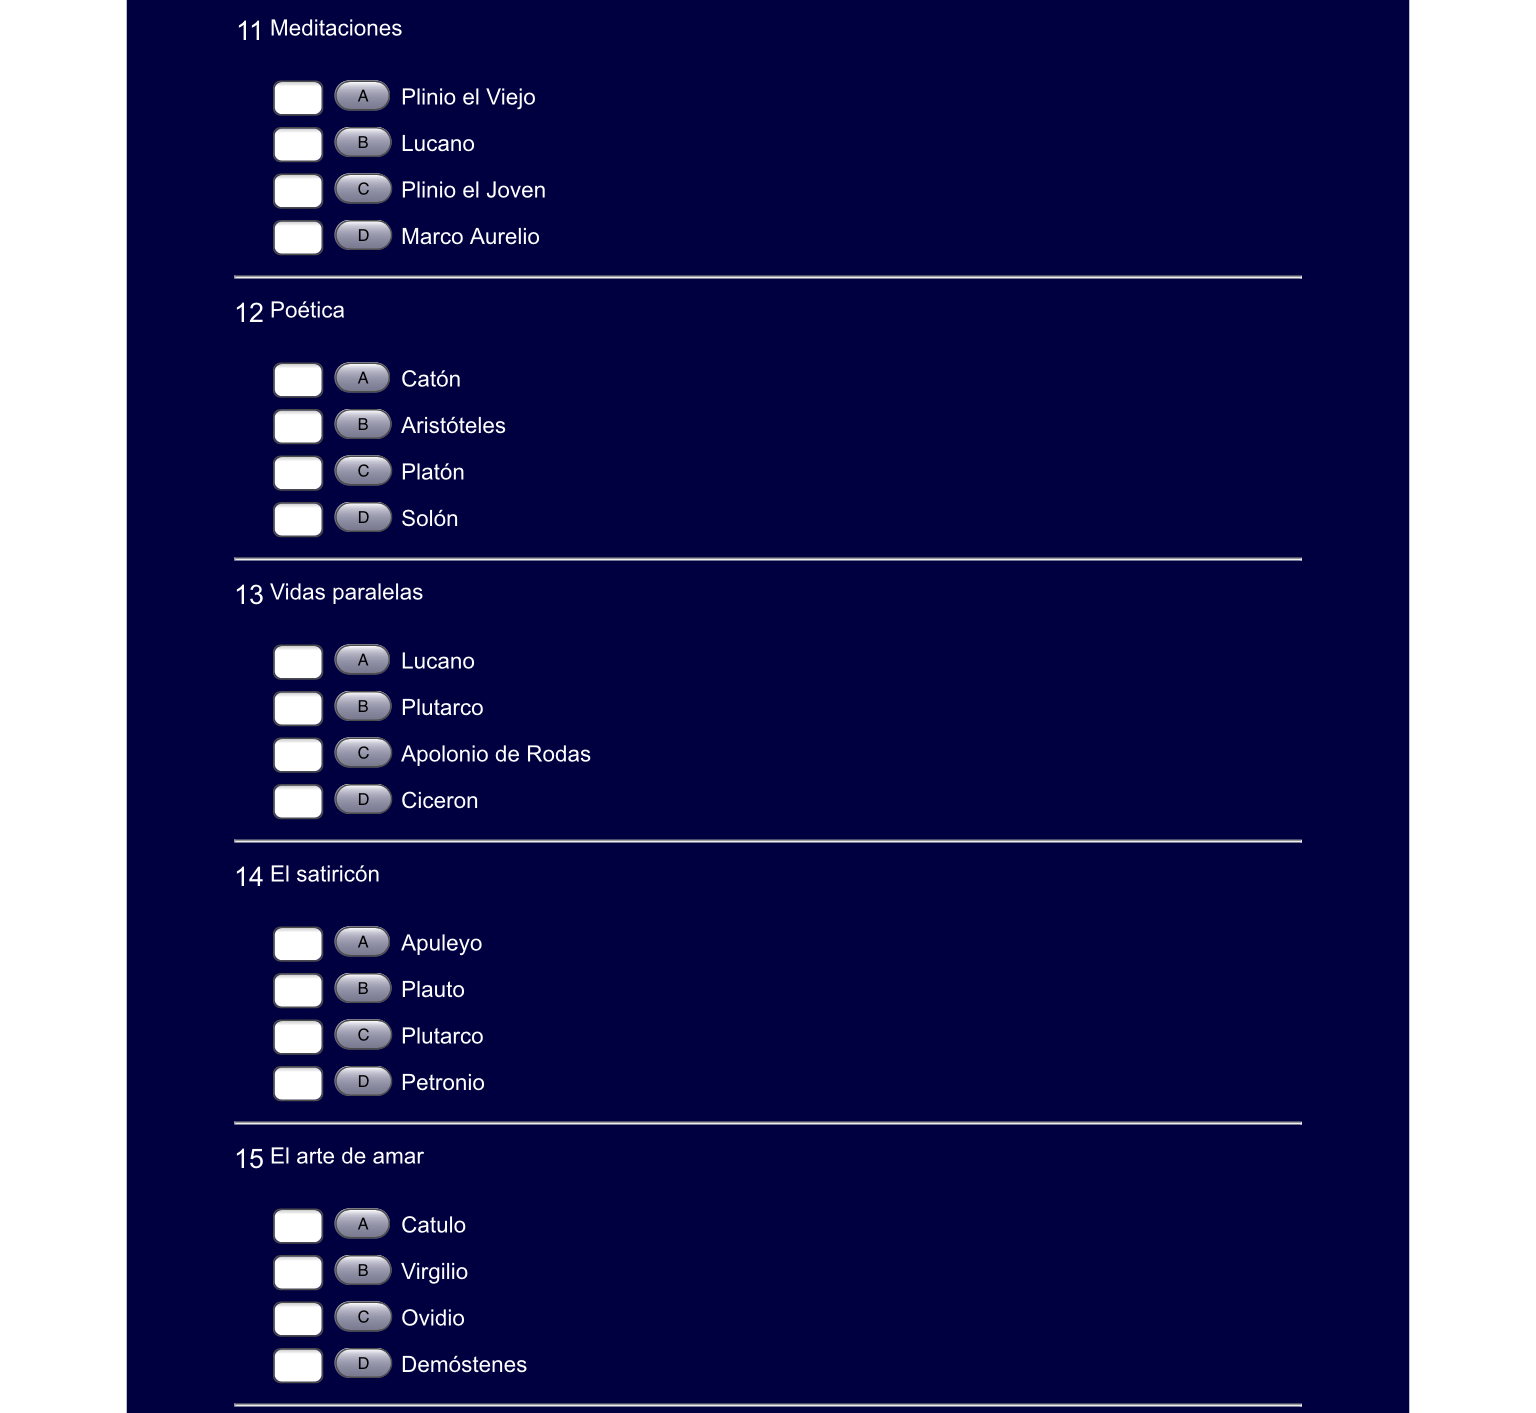 11 Meditaciones
A Plinio el Viejo
B Lucano
C Plinio el Joven
D Marco Aurelio
12 Poética
A Catón
B Aristóteles
C Platón
D Solón
13 Vidas paralelas
A Lucano
B Plutarco
C Apolonio de Rodas
D Ciceron
14 El satiricón
A Apuleyo
B Plauto
C Plutarco
D Petronio
15 El arte de amar
A Catulo
B Virgilio
C Ovidio
D Demóstenes